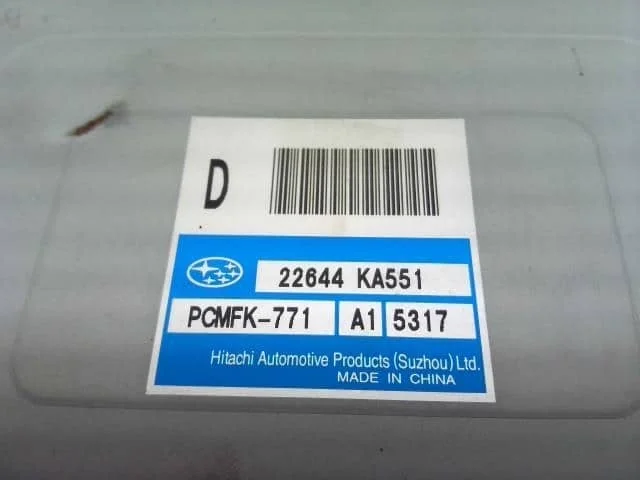 D
22644 KA551
PCMFK-771 A1 5317
Hitachi Automotive Products (Suzhou) Ltd.
MADE IN CHINA